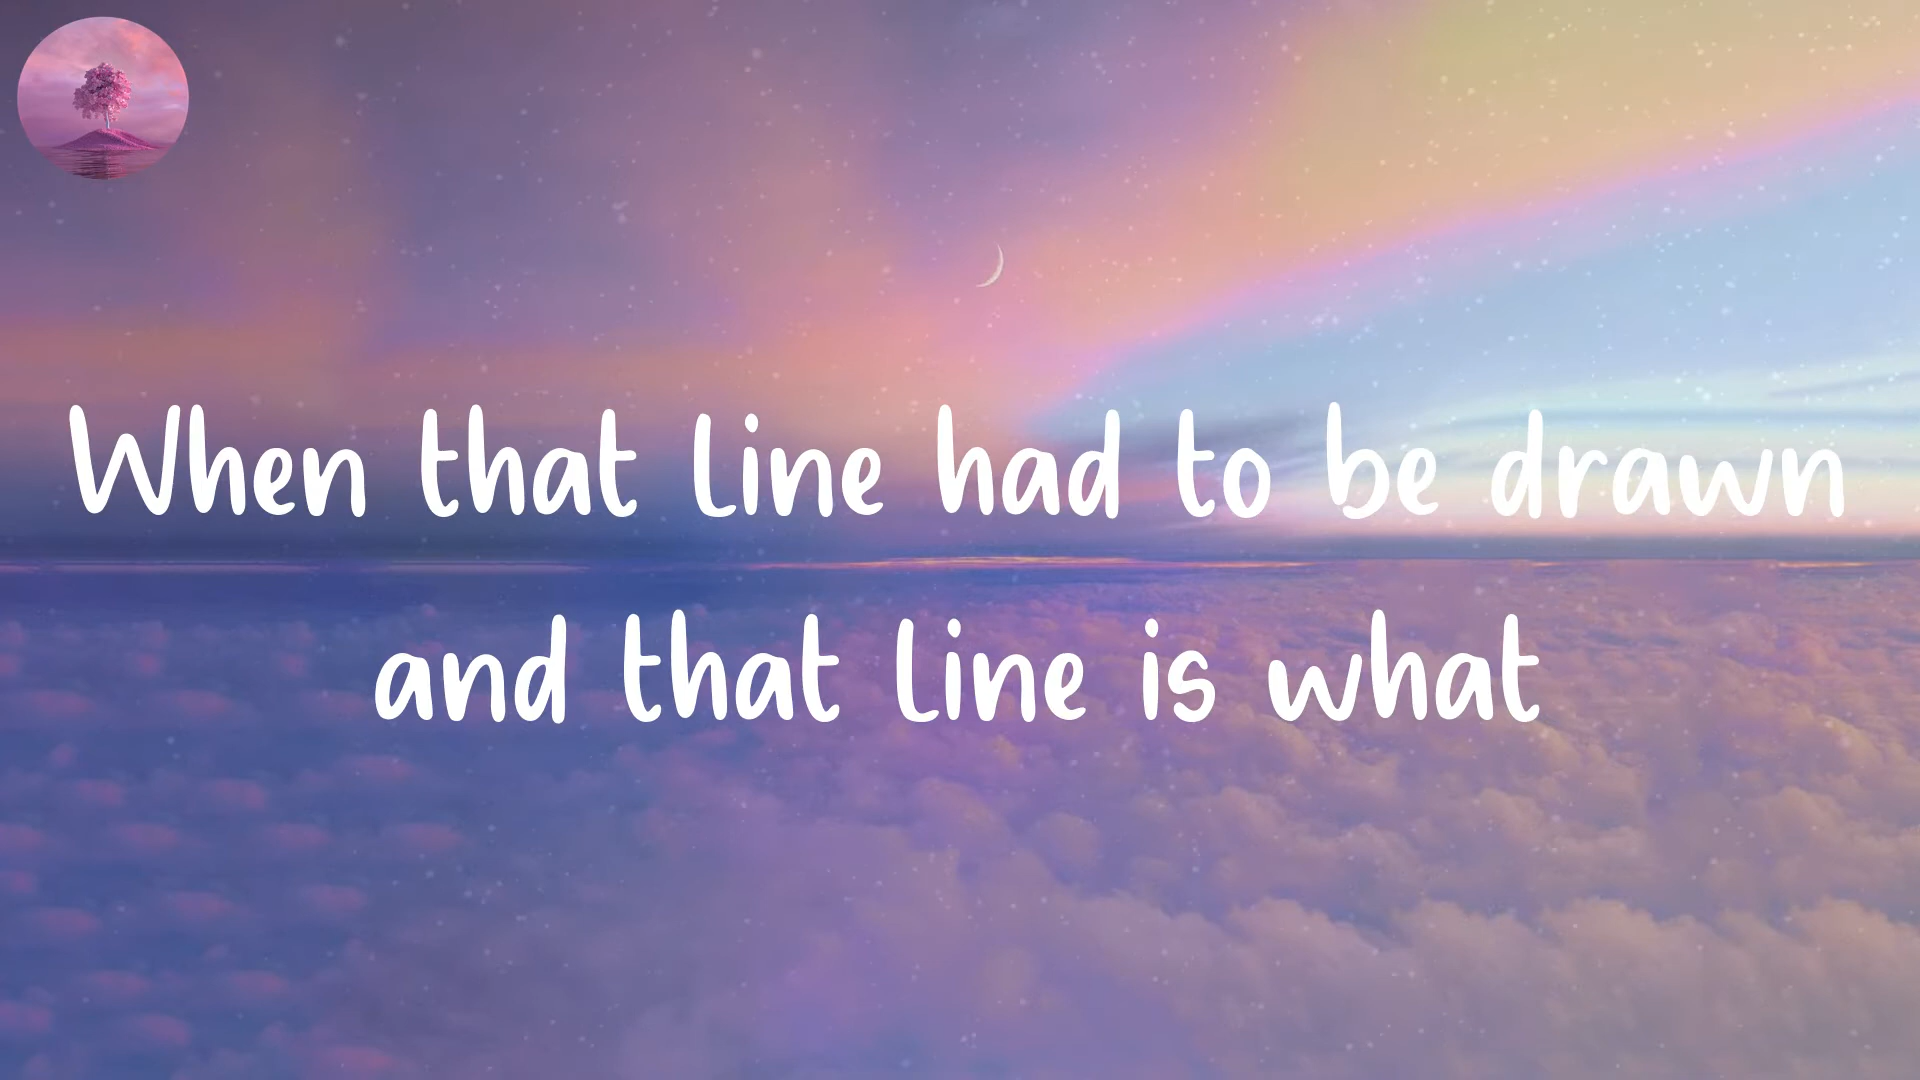 When that line had to be drawn
and that line is what